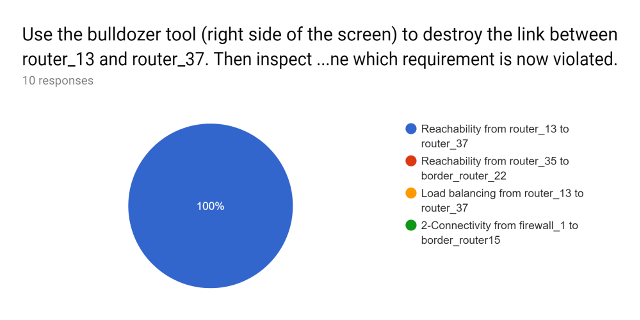 Use the bulldozer tool (right side of the screen) to destroy the link between
router_13 and router_37. Then inspect ...ne which requirement is now violated.
10 responses
100%
Reachability from router_13 to
router_37
Reachability from router_35 to
border_router_22
Load balancing from router_13 to
router_37
2-Connectivity from firewall_1 to
border_router15